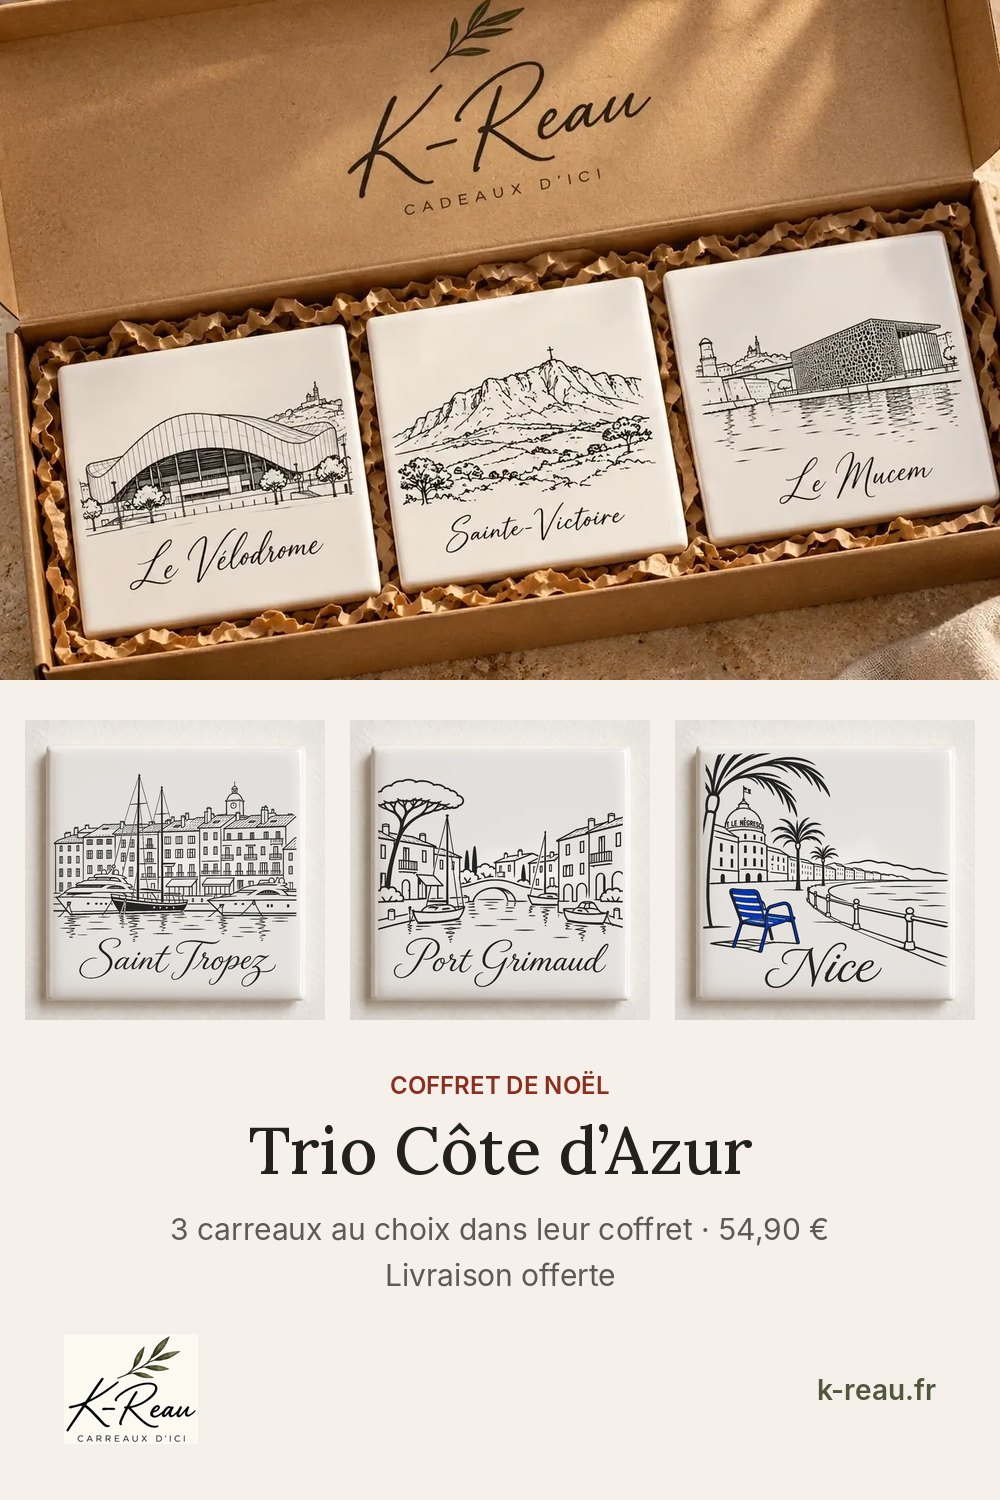 K-Reau
CADEAUX D'ICI
Le Vélodrome
Sainte-Victoire
Le Mucem
Saint Tropez
Port Grimaud
LE NEGRESCO
Nice
COFFRET DE NOËL
Trio Côte d’Azur
3 carreaux au choix dans leur coffret · 54,90 €
Livraison offerte
K-Reau
CARREAUX D'ICI
k-reau.fr